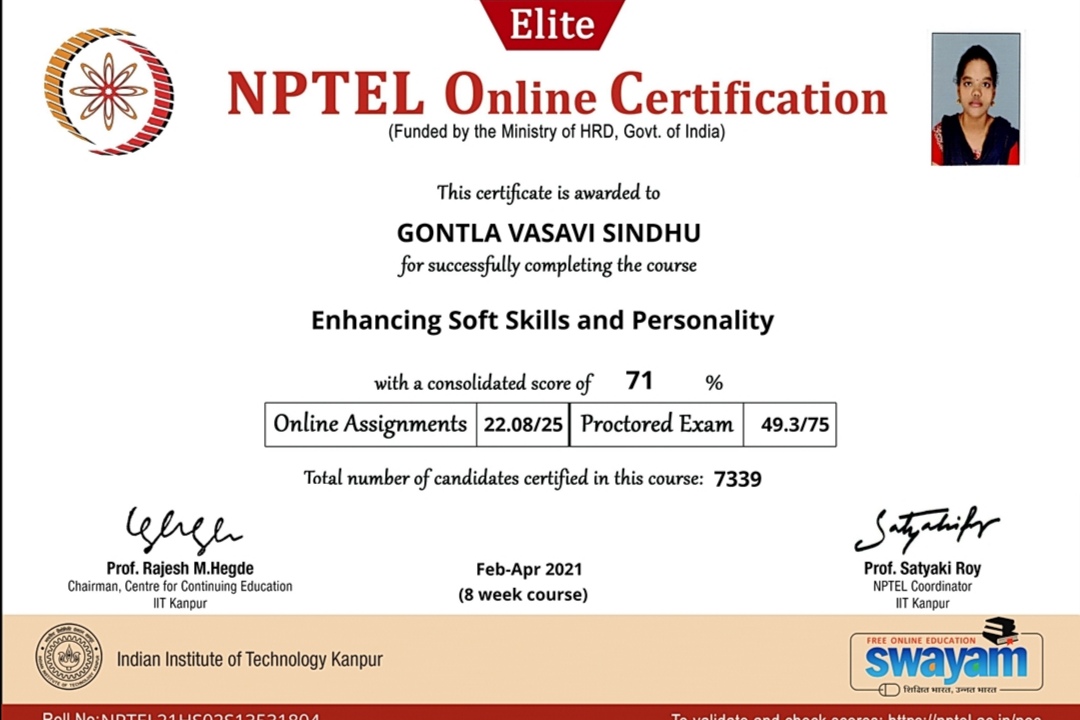 Elite
NPTEL Online Certification
(Funded by the Ministry of HRD, Govt. of India)
This certificate is awarded to
GONTLA VASAVI SINDHU
for successfully completing the course
Enhancing Soft Skills and Personality
with a consolidated score of 71 %
Online Assignments 22.08/25 Proctored Exam 49.3/75
Total number of candidates certified in this course: 7339
Prof. Rajesh M.Hegde
Chairman, Centre for Continuing Education
IIT Kanpur
Feb-Apr 2021
(8 week course)
Prof. Satyaki Roy
NPTEL Coordinator
IIT Kanpur
Indian Institute of Technology Kanpur
FREE ONLINE EDUCATION
swayam
शिक्षित भारत, उन्नत भारत
Roll No:NPTEL21HS02S13531804
To validate and check scores: https://nptel.ac.in/noc